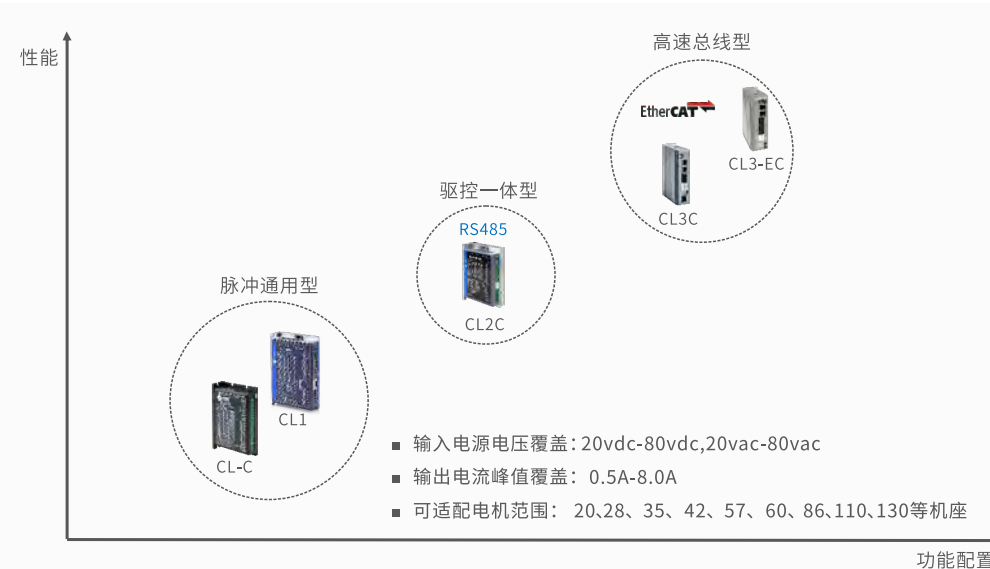 性能
高速总线型
EtherCAT
CL3-EC
CL3C
驱控一体型
RS485
CL2C
脉冲通用型
CL1
CL-C
■ 输入电源电压覆盖：20vdc-80vdc,20vac-80vac
■ 输出电流峰值覆盖： 0.5A-8.0A
■ 可适配电机范围： 20、28、35、42、57、60、86、110、130等机座
功能配置